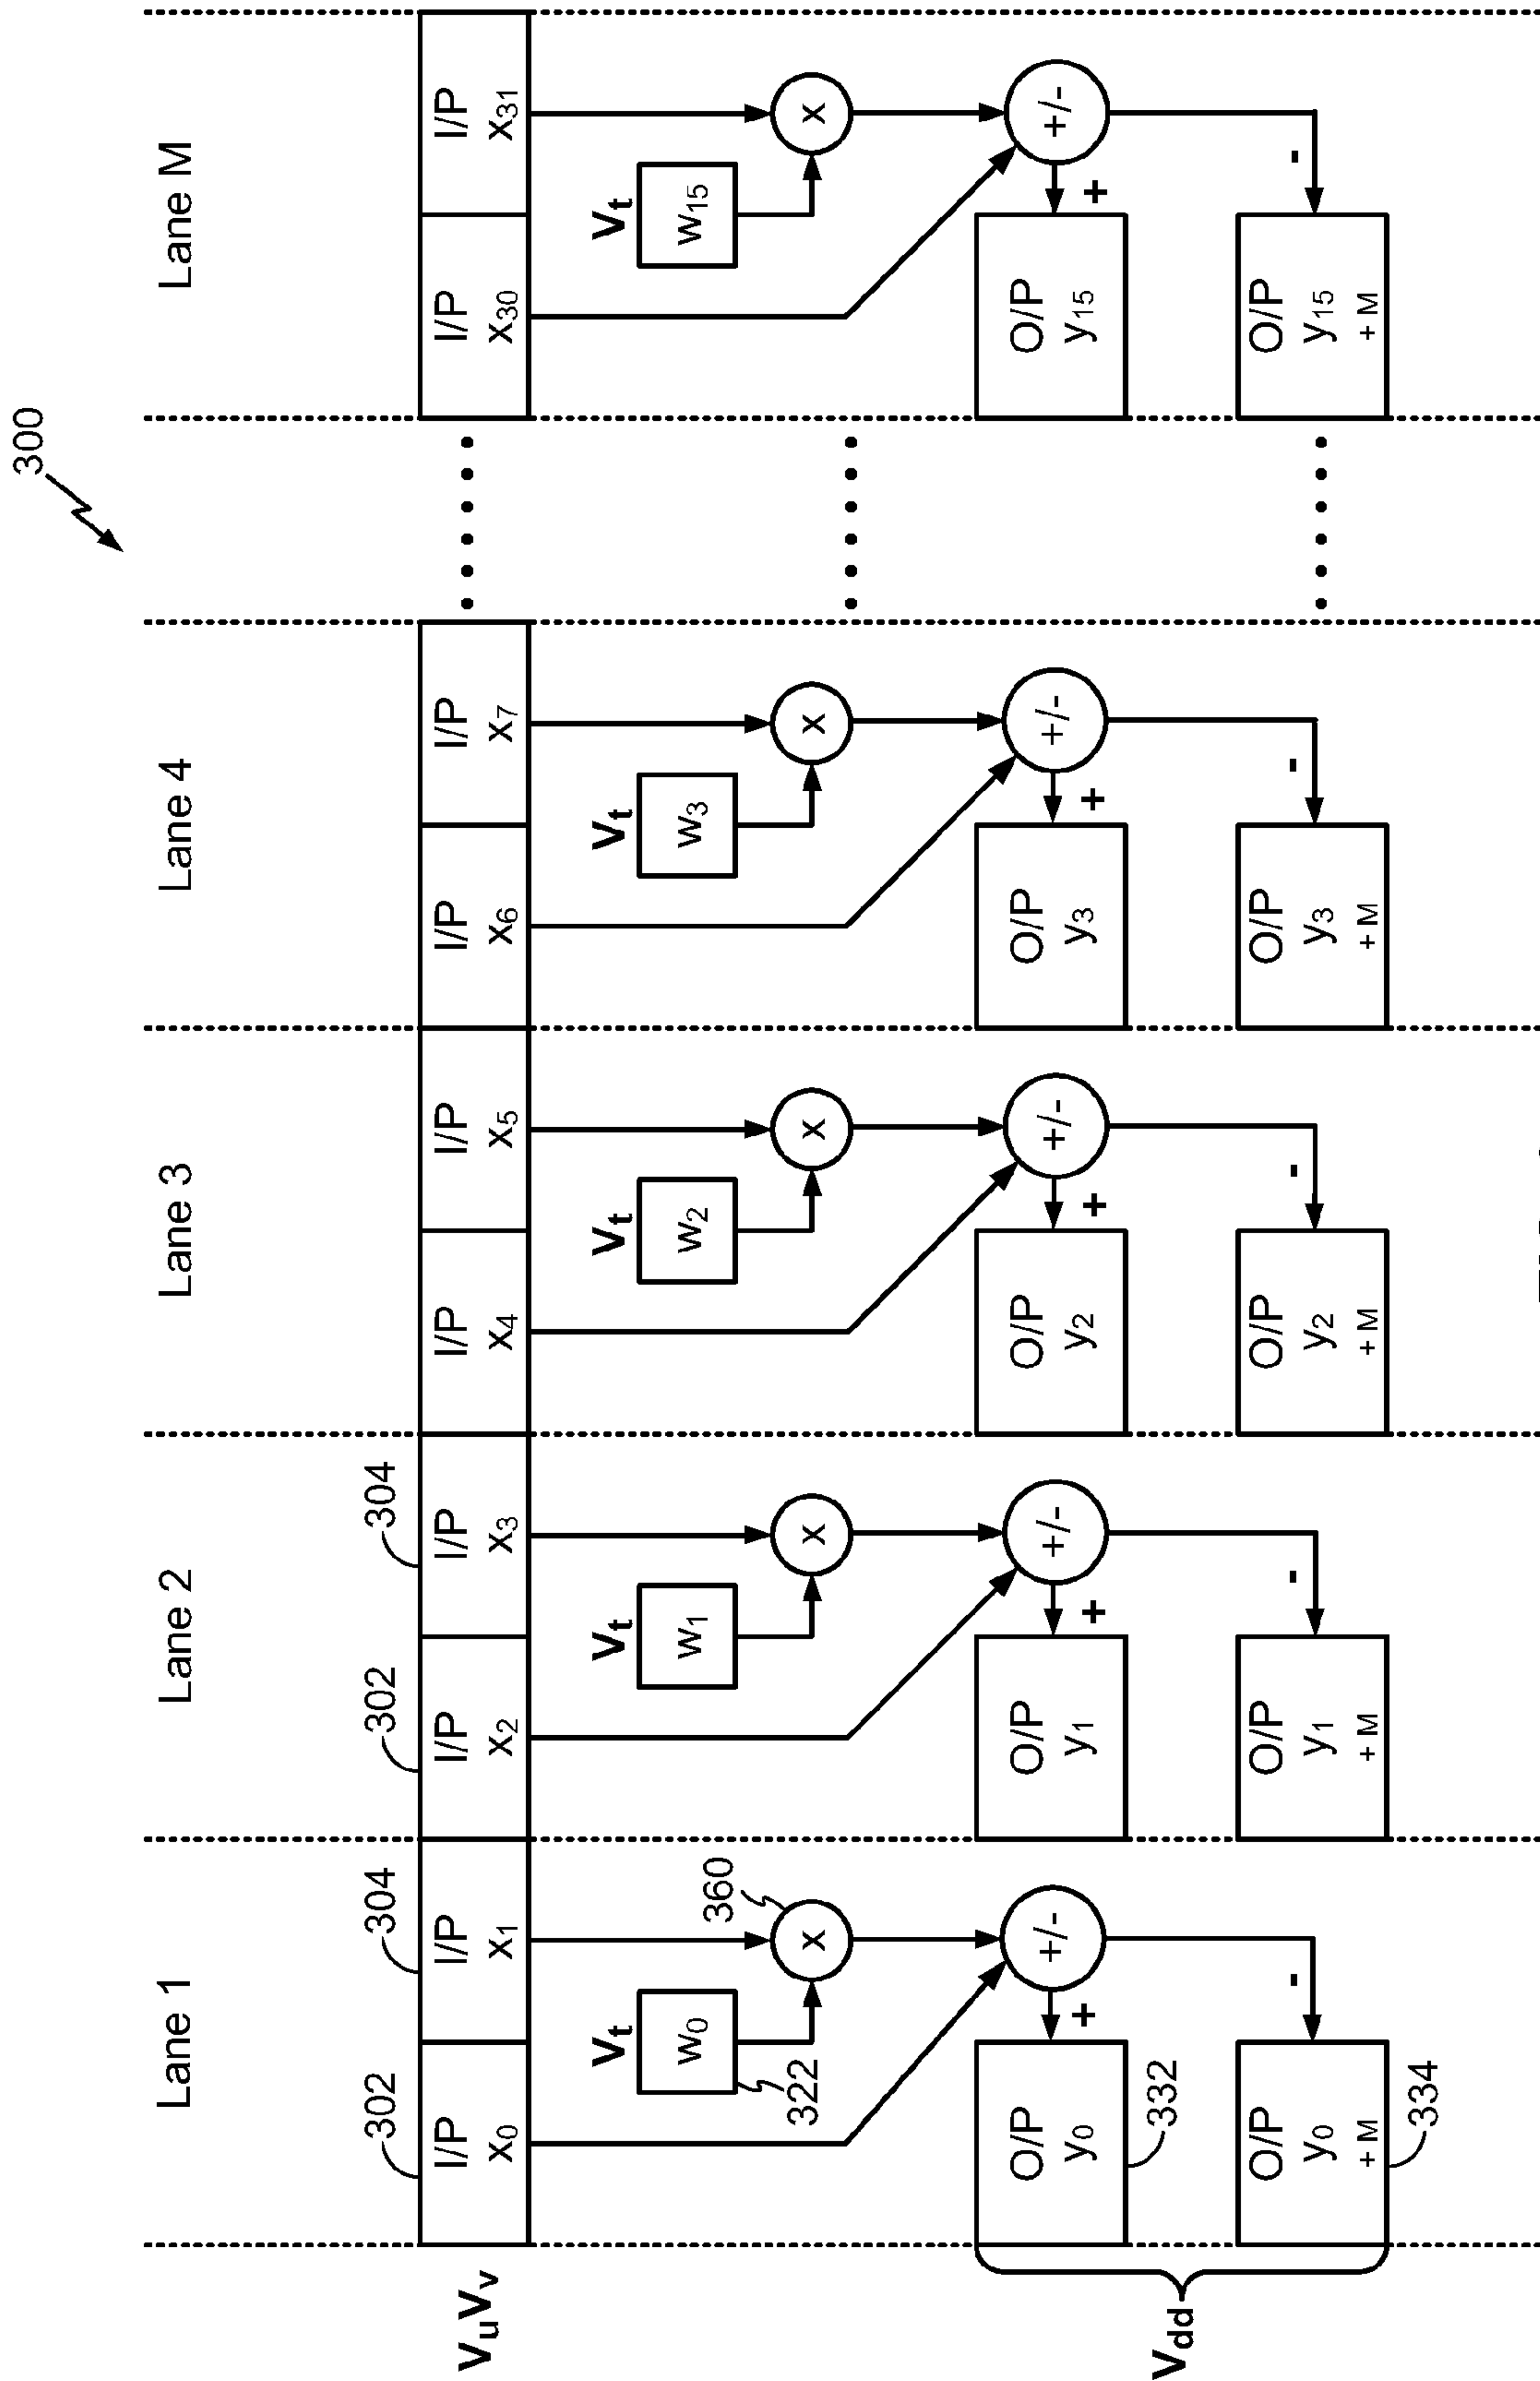 300
Lane 1
Lane 2
Lane 3
Lane 4
Lane M
302
304
302
304
VuVv
I/P x0
I/P x1
I/P x2
I/P x3
I/P x4
I/P x5
I/P x6
I/P x7
I/P x30
I/P x31
Vt
Vt
Vt
Vt
Vt
w0
w1
w2
w3
w15
322
360
x
x
x
x
x
+/-
+/-
+/-
+/-
+/-
+
+
+
+
+
Vdd
O/P y0
O/P y1
O/P y2
O/P y3
O/P y15
332
-
-
-
-
-
O/P y0 + M
O/P y1 + M
O/P y2 + M
O/P y3 + M
O/P y15 + M
334